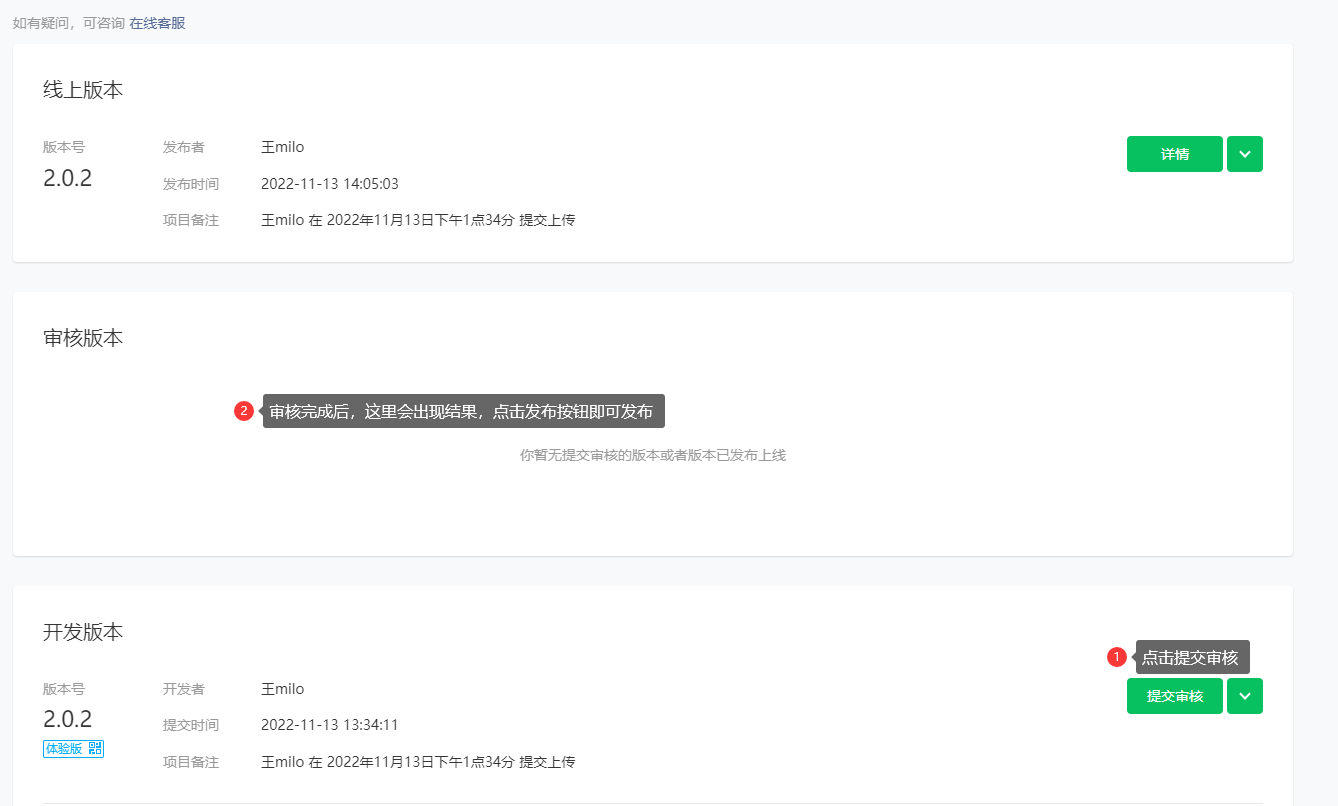 如有疑问，可咨询 在线客服
线上版本
版本号 发布者 王milo 详情
2.0.2
发布时间 2022-11-13 14:05:03
项目备注 王milo 在 2022年11月13日下午1点34分 提交上传
审核版本
2 审核完成后，这里会出现结果，点击发布按钮即可发布
你暂无提交审核的版本或者版本已发布上线
开发版本
1 点击提交审核
版本号 开发者 王milo 提交审核
2.0.2
提交时间 2022-11-13 13:34:11
体验版
项目备注 王milo 在 2022年11月13日下午1点34分 提交上传